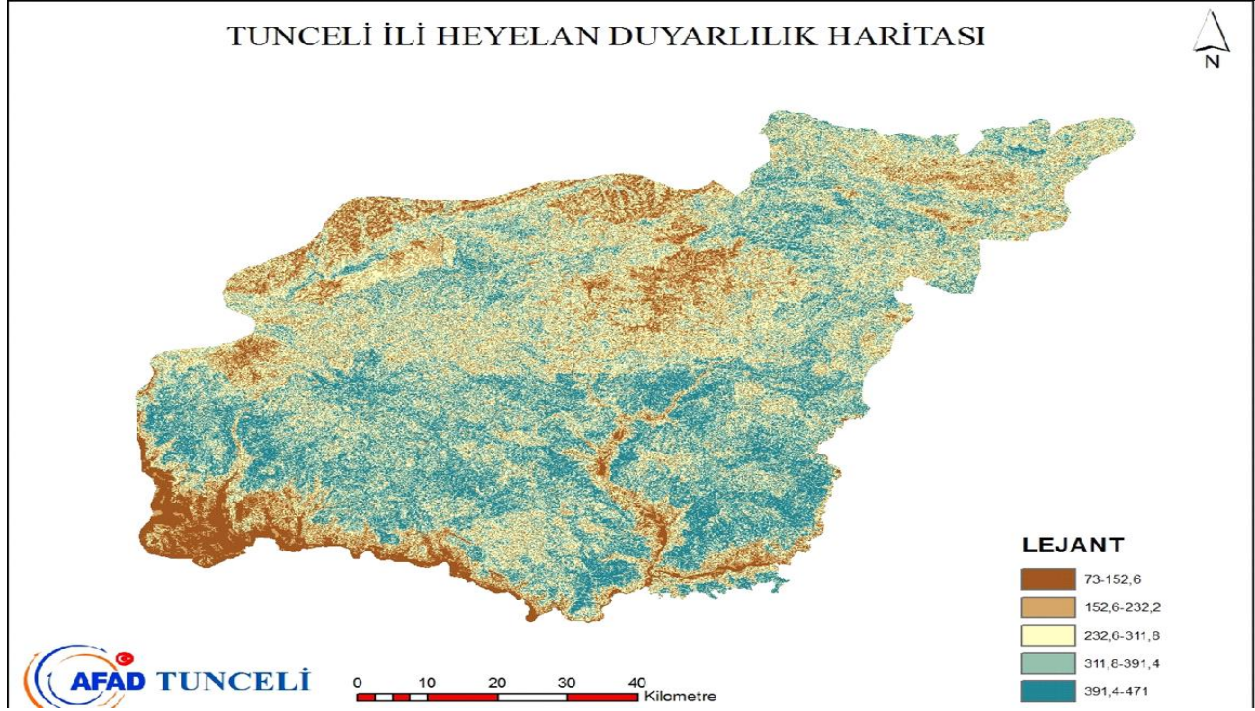 TUNCELİ İLİ HEYELAN DUYARLILIK HARİTASI
N
LEJANT
73-152,6
152,6-232,2
232,6-311,8
311,8-391,4
391,4-471
AFAD TUNCELİ
0 10 20 30 40
Kilometre